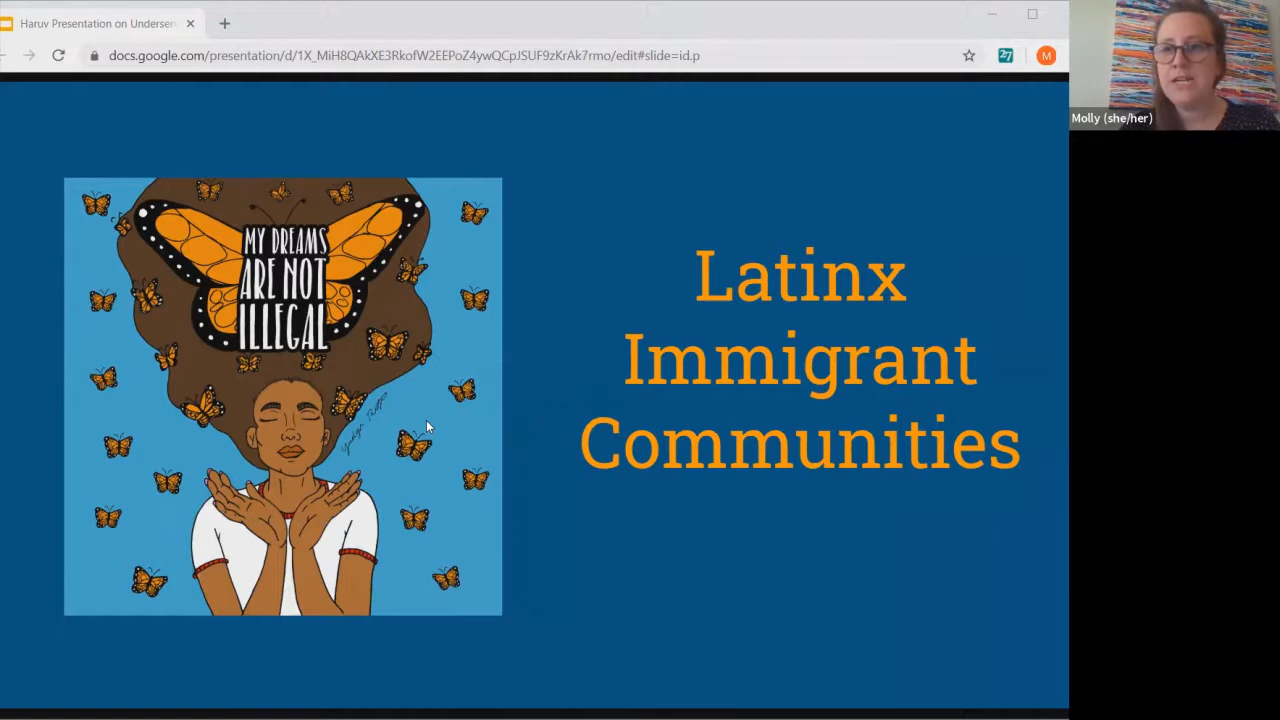 Haruv Presentation on Undersen
docs.google.com/presentation/d/1X_MiH8QAkXE3RkofW2EEPoZ4ywQCpJSUF9zKrAk7rmo/edit#slide=id.p
27
M
Molly (she/her)
MY DREAMS
ARE NOT
ILLEGAL
Latinx
Immigrant
Communities